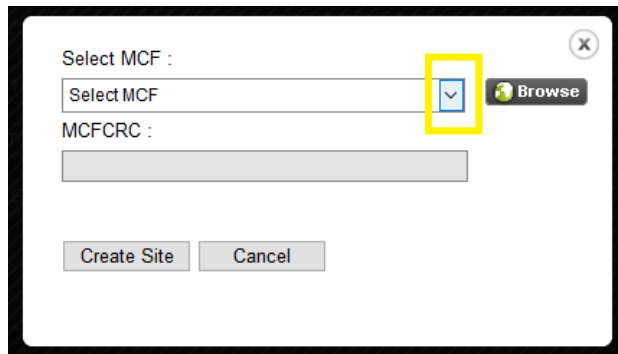 Select MCF :
Select MCF
Browse
MCFCRC :
Create Site
Cancel